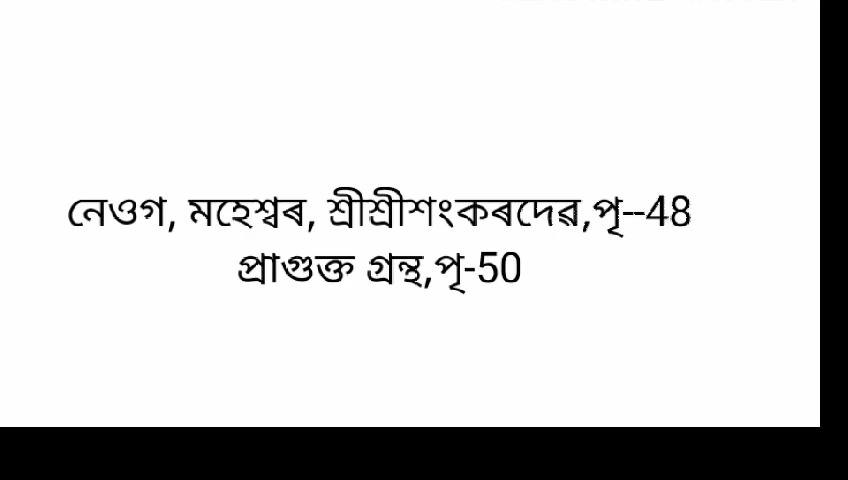 নেওগ, মহেশ্বৰ, শ্ৰীশ্ৰীশংকৰদেৱ,পৃ--48
প্ৰাগুক্ত গ্ৰন্থ,পৃ-50